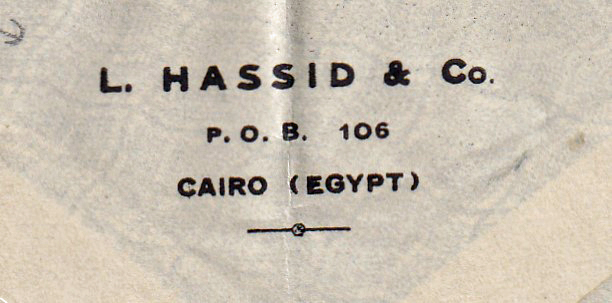 L. HASSID & Co.
P. O. B. 106
CAIRO (EGYPT)